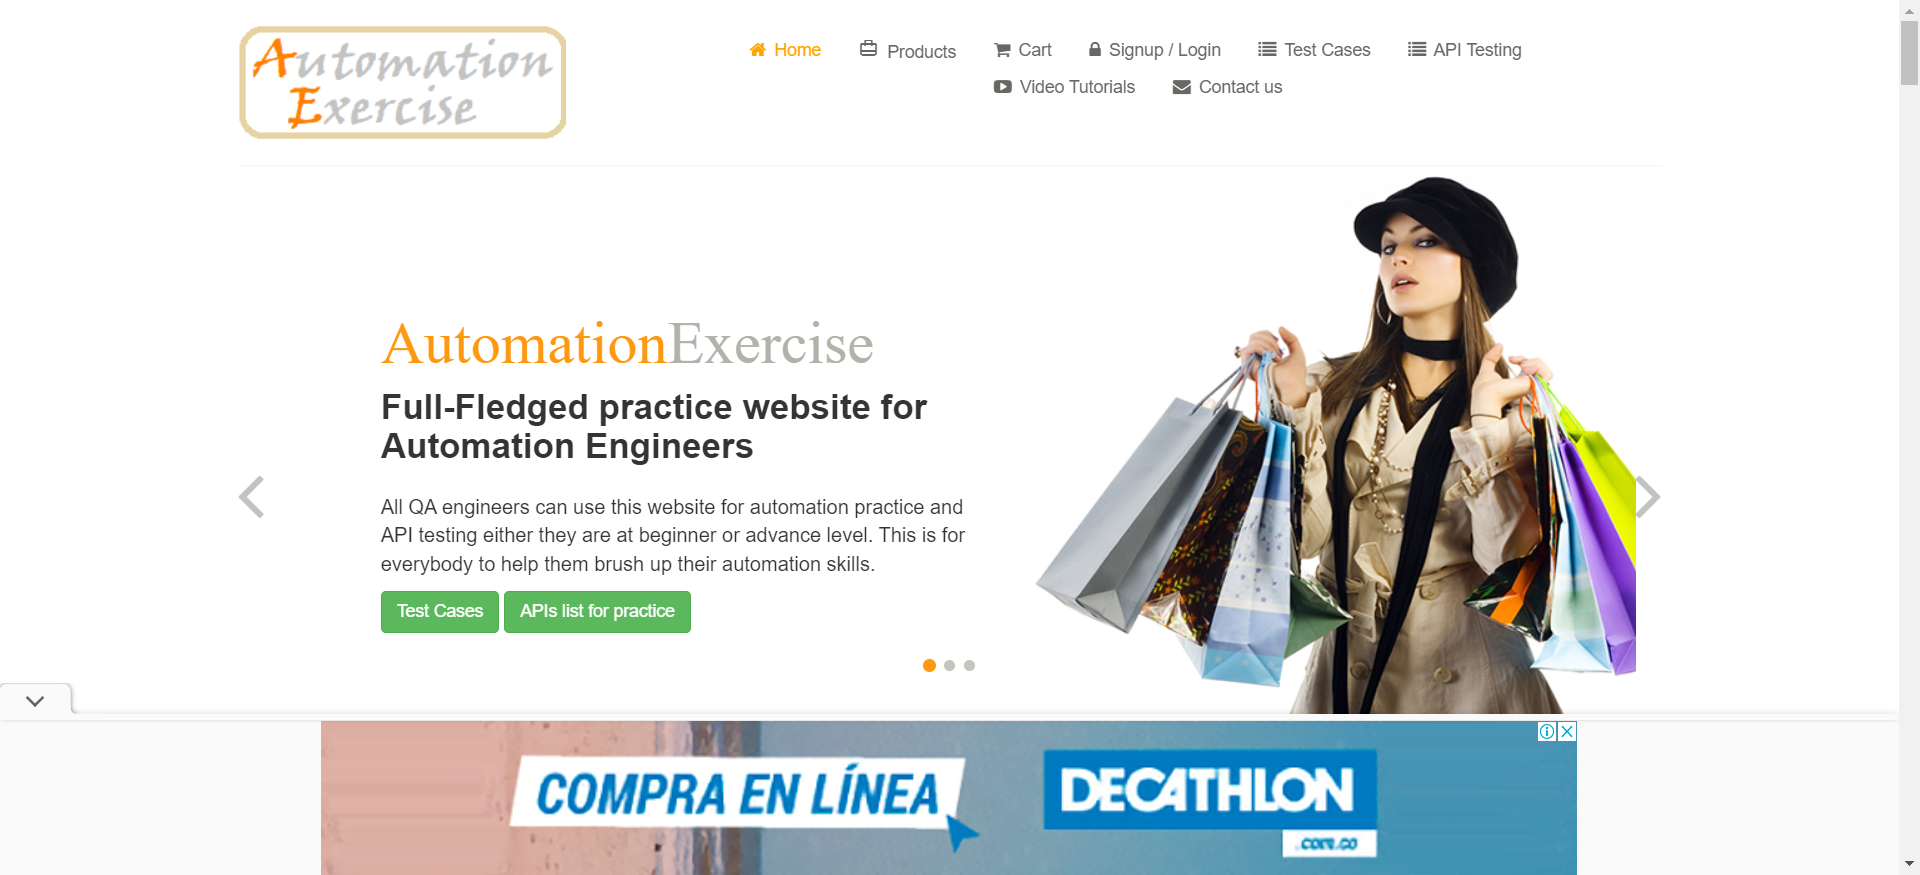 Automation
Exercise
Home
Products
Cart
Signup / Login
Test Cases
API Testing
Video Tutorials
Contact us
AutomationExercise
Full-Fledged practice website for
Automation Engineers
All QA engineers can use this website for automation practice and
API testing either they are at beginner or advance level. This is for
everybody to help them brush up their automation skills.
Test Cases
APIs list for practice
COMPRA EN LÍNEA
DECATHLON
.com.co